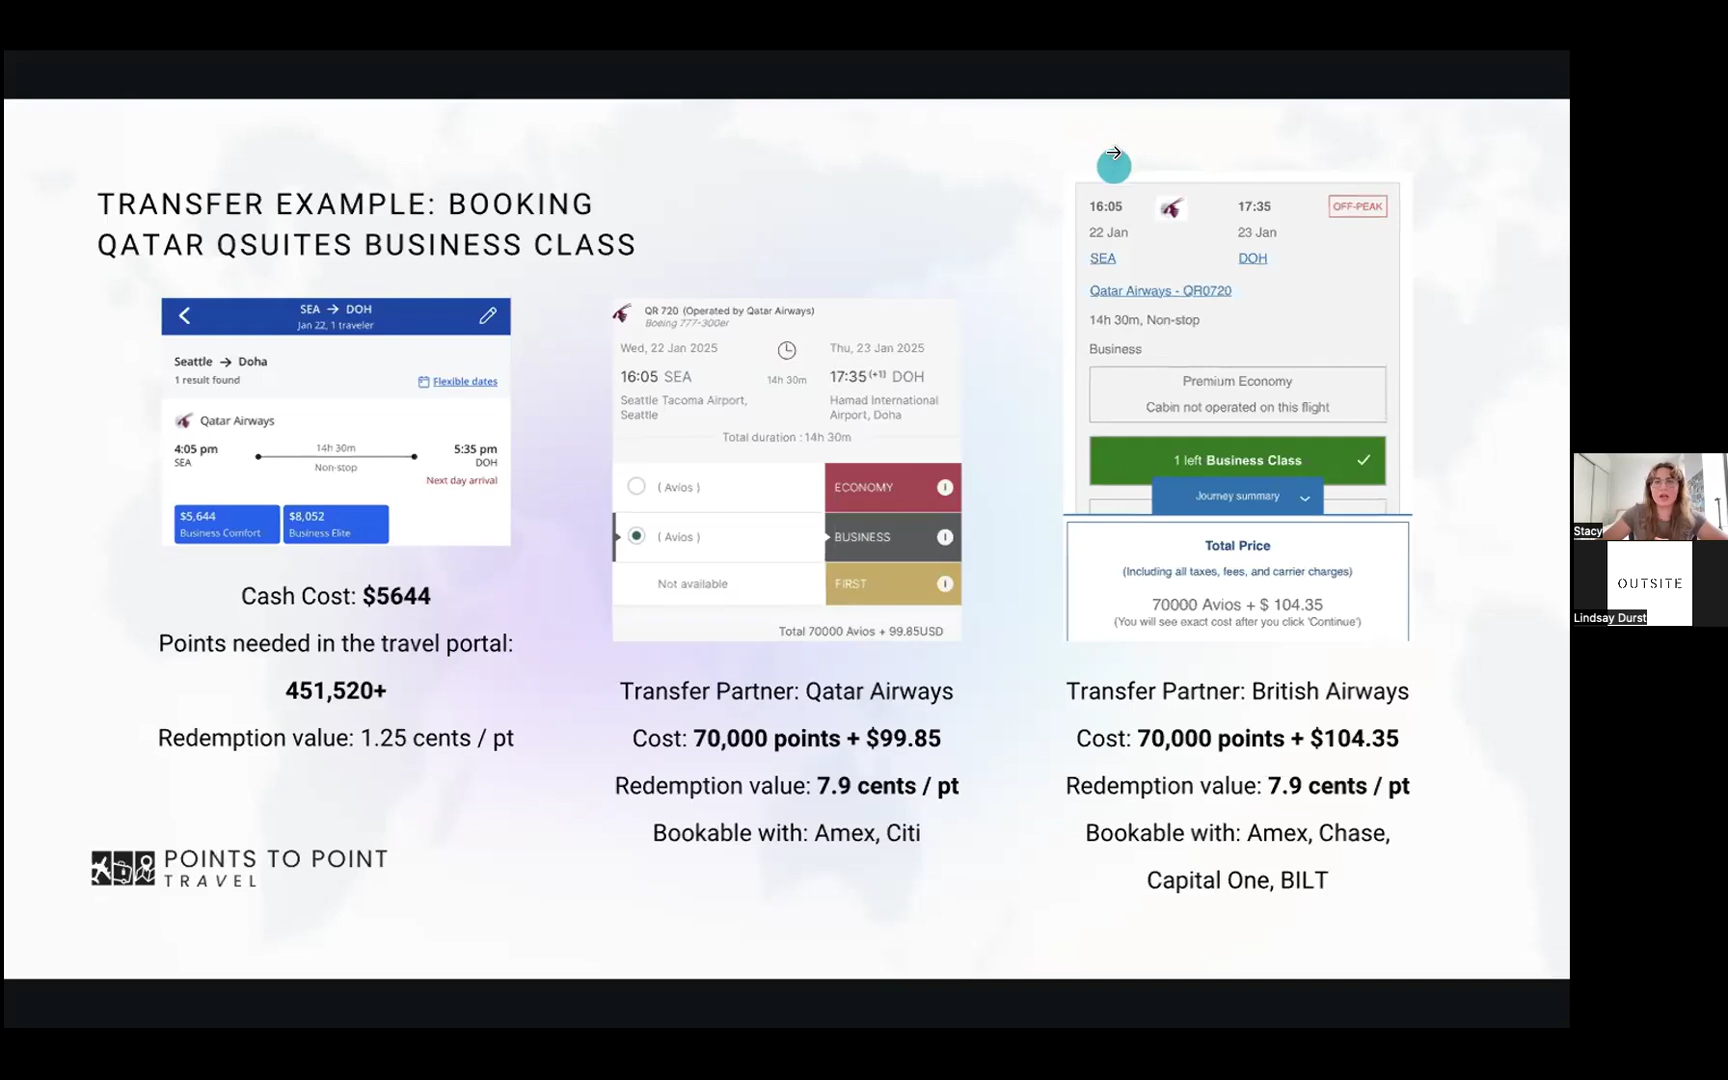 TRANSFER EXAMPLE: BOOKING
QATAR QSUITES BUSINESS CLASS
SEA → DOH
Jan 22, 1 traveler
Seattle → Doha
1 result found
Flexible dates
Qatar Airways
4:05 pm
14h 30m
5:35 pm
SEA
Non-stop
DOH
Next day arrival
$5,644
Business Comfort
$8,052
Business Elite
Cash Cost: $5644
Points needed in the travel portal:
451,520+
Redemption value: 1.25 cents / pt
QR 720 (Operated by Qatar Airways)
Boeing 777-300er
Wed, 22 Jan 2025
Thu, 23 Jan 2025
16:05 SEA
14h 30m
17:35 (+1) DOH
Seattle Tacoma Airport,
Seattle
Hamad International
Airport, Doha
Total duration : 14h 30m
( Avios )
ECONOMY
( Avios )
BUSINESS
Not available
FIRST
Total 70000 Avios + 99.85USD
Transfer Partner: Qatar Airways
Cost: 70,000 points + $99.85
Redemption value: 7.9 cents / pt
Bookable with: Amex, Citi
16:05
17:35
OFF-PEAK
22 Jan
23 Jan
SEA
DOH
Qatar Airways - QR0720
14h 30m, Non-stop
Business
Premium Economy
Cabin not operated on this flight
1 left Business Class
Journey summary
Total Price
(Including all taxes, fees, and carrier charges)
70000 Avios + $ 104.35
(You will see exact cost after you click 'Continue')
Transfer Partner: British Airways
Cost: 70,000 points + $104.35
Redemption value: 7.9 cents / pt
Bookable with: Amex, Chase,
Capital One, BILT
POINTS TO POINT
TRAVEL
Stacy
OUTSITE
Lindsay Durst